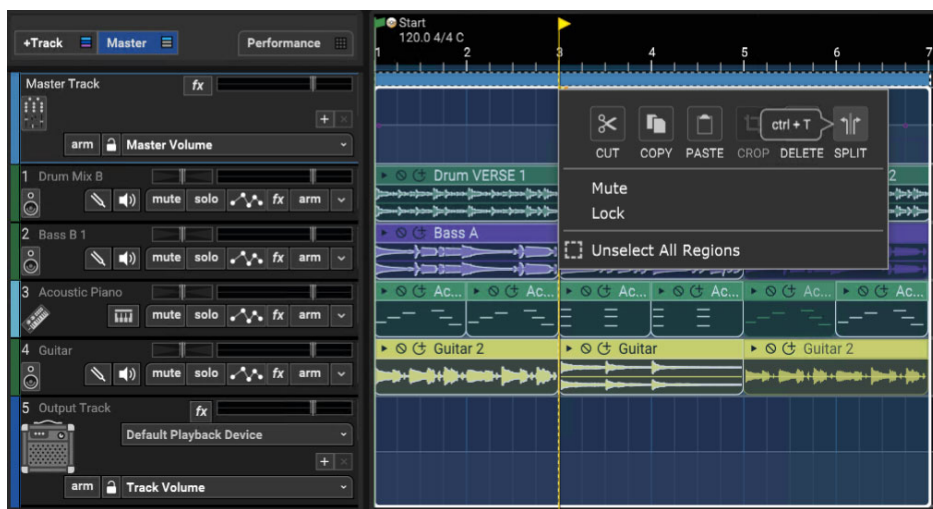 +Track Master Performance
Start
120.0 4/4 C
1 2 3 4 5 6 7
Master Track fx
+ ×
arm Master Volume
CUT COPY PASTE CROP DELETE SPLIT
ctrl + T
Mute
Lock
Unselect All Regions
1 Drum Mix B
mute solo fx arm
Drum VERSE 1 2
2 Bass B 1
mute solo fx arm
Bass A
3 Acoustic Piano
mute solo fx arm
Ac... Ac... Ac... Ac... Ac... Ac...
4 Guitar
mute solo fx arm
Guitar 2 Guitar Guitar 2
5 Output Track fx
Default Playback Device
+ ×
arm Track Volume